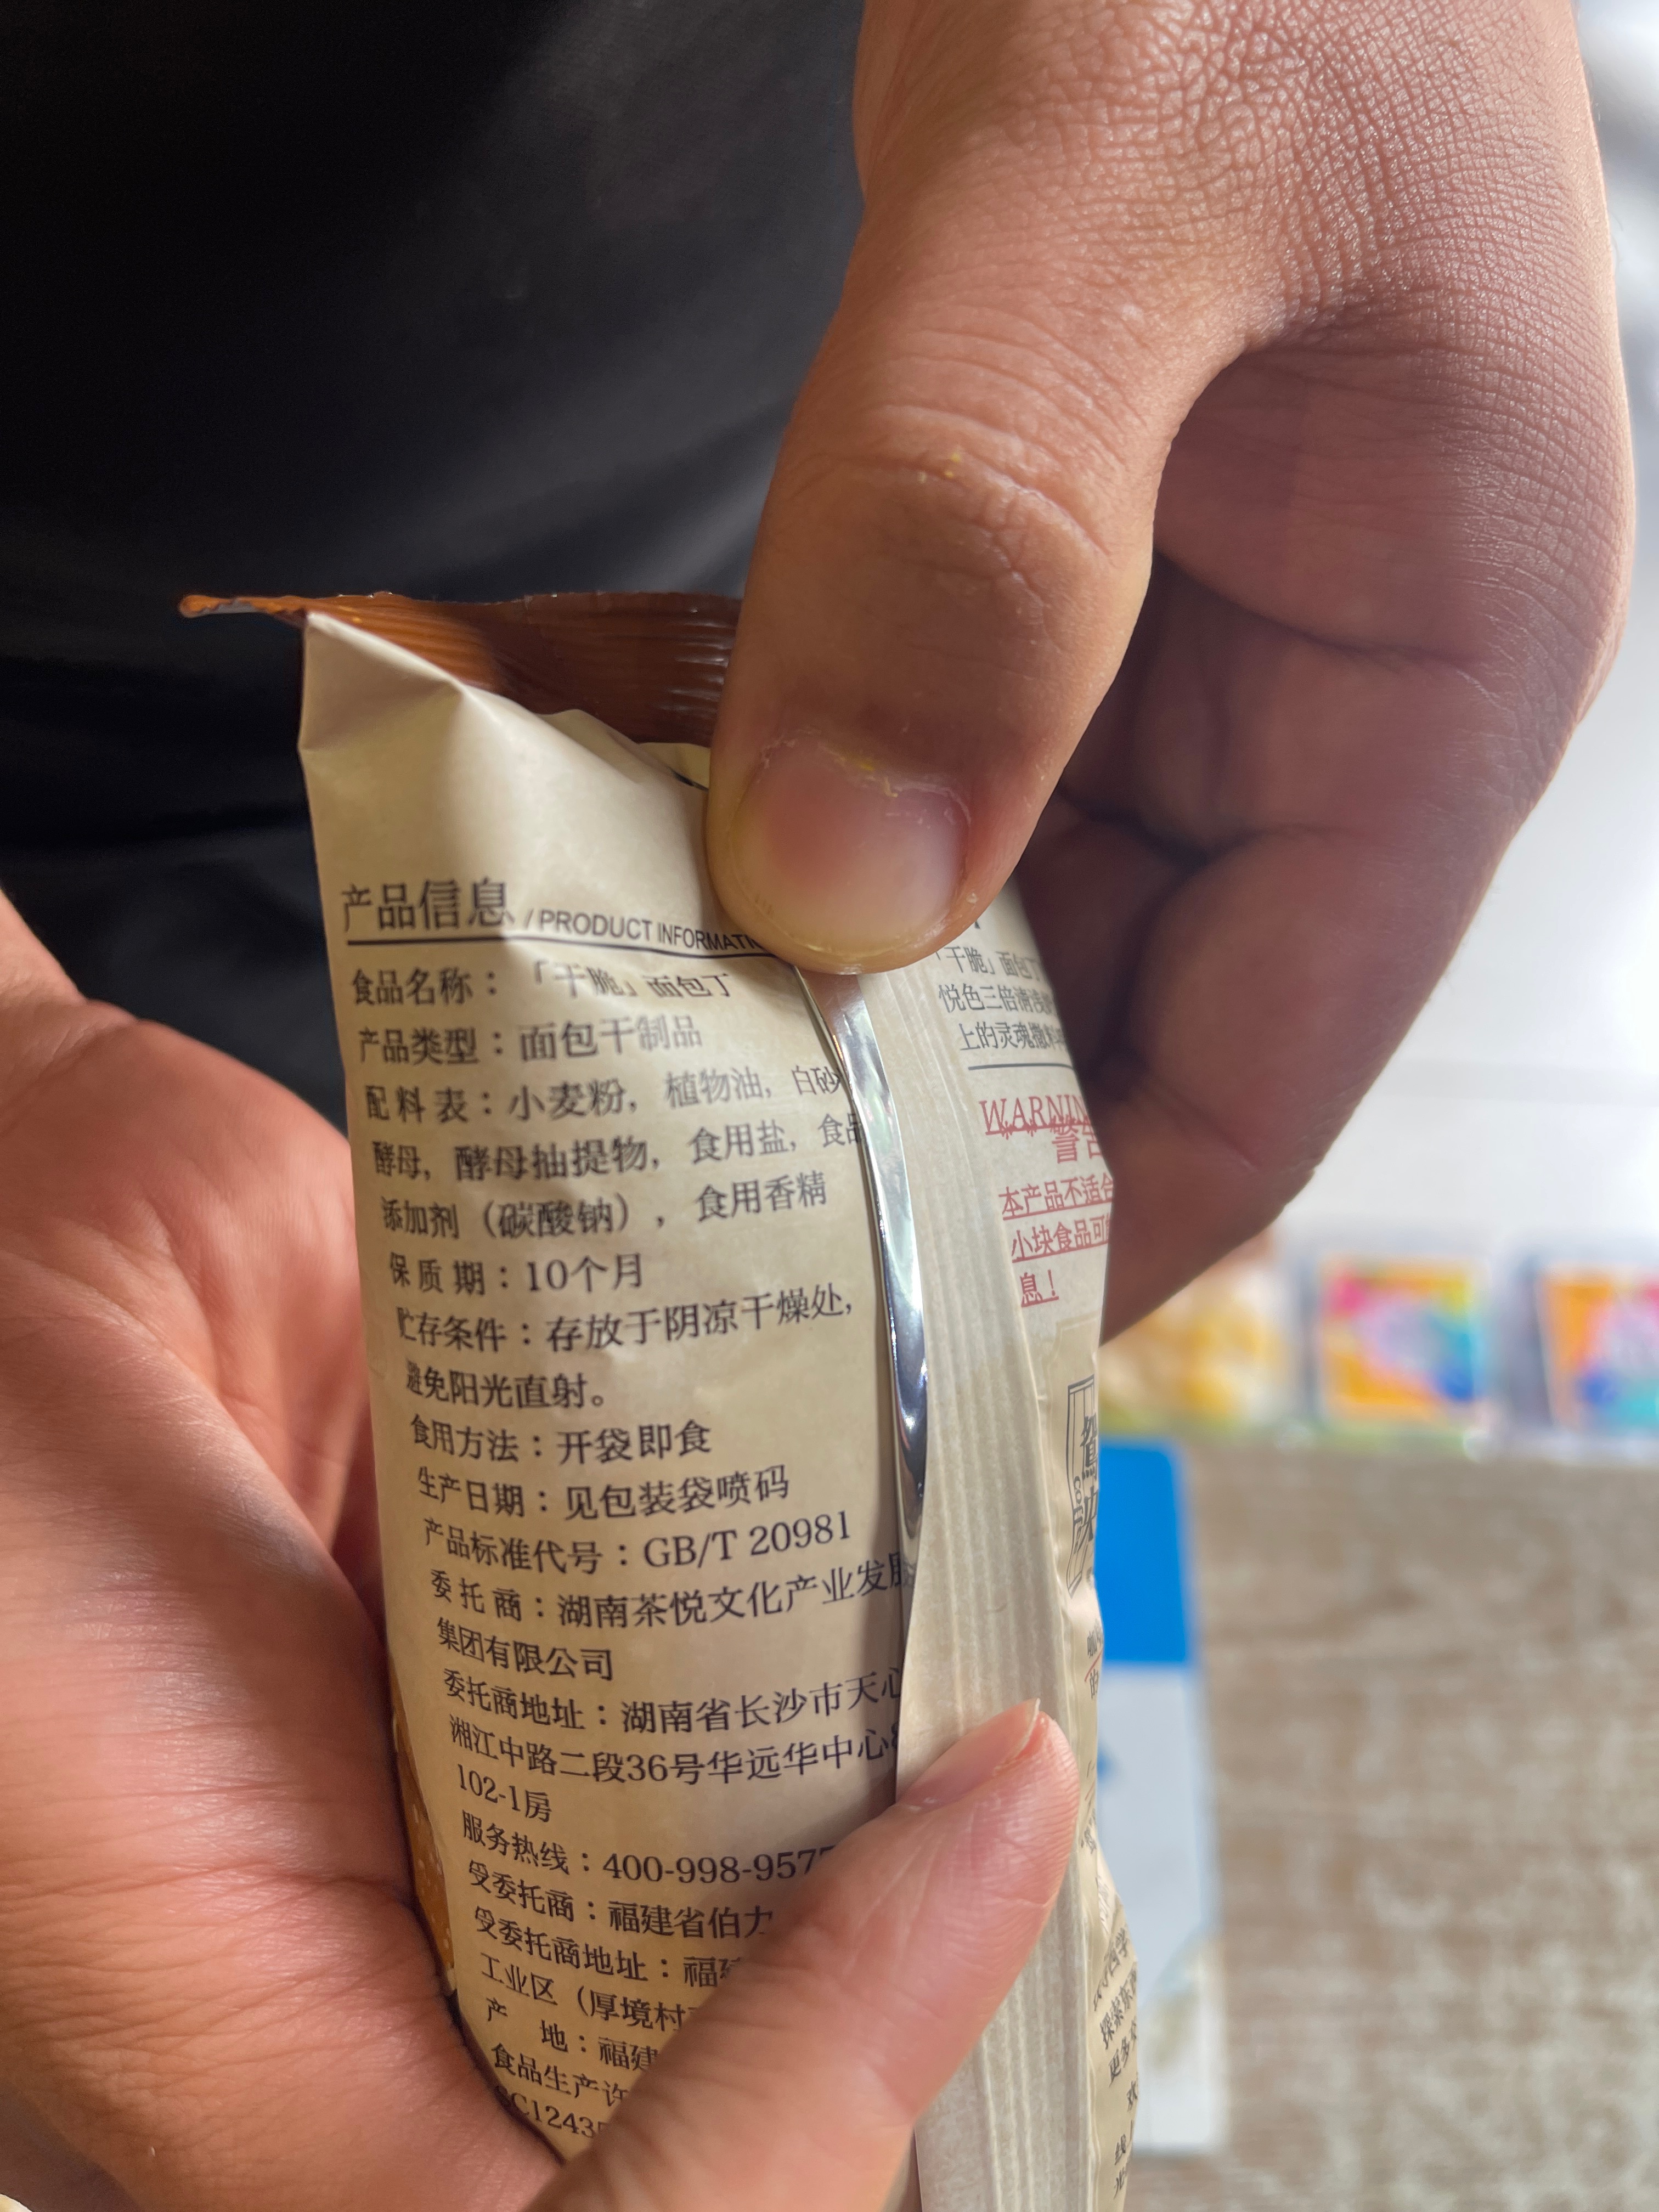 产品信息 / PRODUCT INFORMATI
食品名称：「干脆」面包丁
产品类型：面包干制品
配料表：小麦粉，植物油，白砂
酵母，酵母抽提物，食用盐，食品
添加剂（碳酸钠），食用香精
保质期：10个月
贮存条件：存放于阴凉干燥处，
避免阳光直射。
食用方法：开袋即食
生产日期：见包装袋喷码
产品标准代号：GB/T 20981
委托商：湖南茶悦文化产业发展
集团有限公司
委托商地址：湖南省长沙市天心
湘江中路二段36号华远华中心
102-1房
服务热线：400-998-957
受委托商：福建省伯力
受委托商地址：福建
工业区（厚境村
产 地：福建
食品生产许
SC1243
「干脆」面包
悦色三倍
上的灵魂撒料
WARNIN
警告
本产品不适合
小块食品可
息！